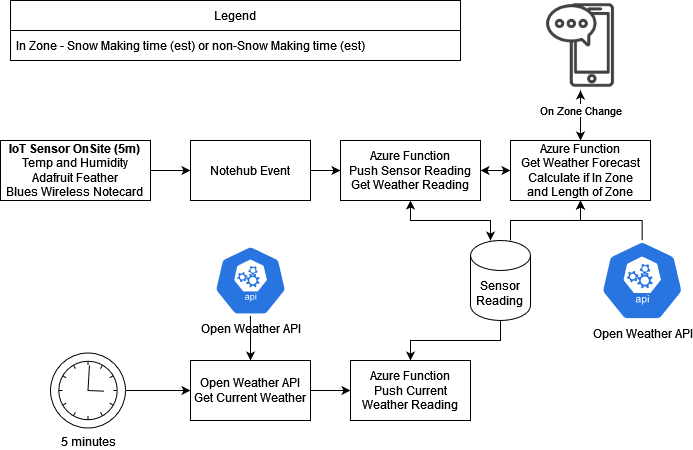 Legend
In Zone - Snow Making time (est) or non-Snow Making time (est)
On Zone Change
IoT Sensor OnSite (5m)
Temp and Humidity
Adafruit Feather
Blues Wireless Notecard
Notehub Event
Azure Function
Push Sensor Reading
Get Weather Reading
Azure Function
Get Weather Forecast
Calculate if In Zone
and Length of Zone
api
Open Weather API
Sensor
Reading
api
Open Weather API
5 minutes
Open Weather API
Get Current Weather
Azure Function
Push Current
Weather Reading